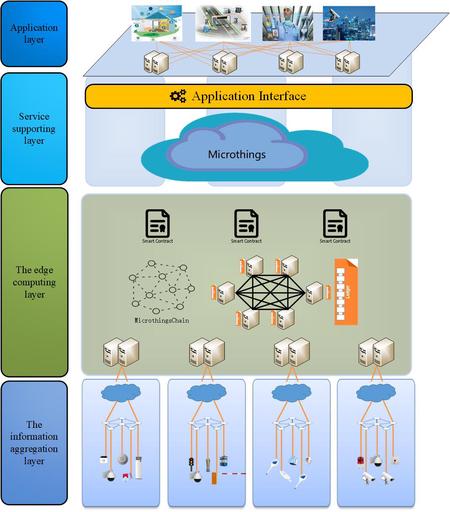 Application
layer
Application Interface
Service
supporting
layer
Microthings
Smart Contract
Smart Contract
Smart Contract
The edge
computing
layer
MicrothingsChain
Ledger
The
information
aggregation
layer